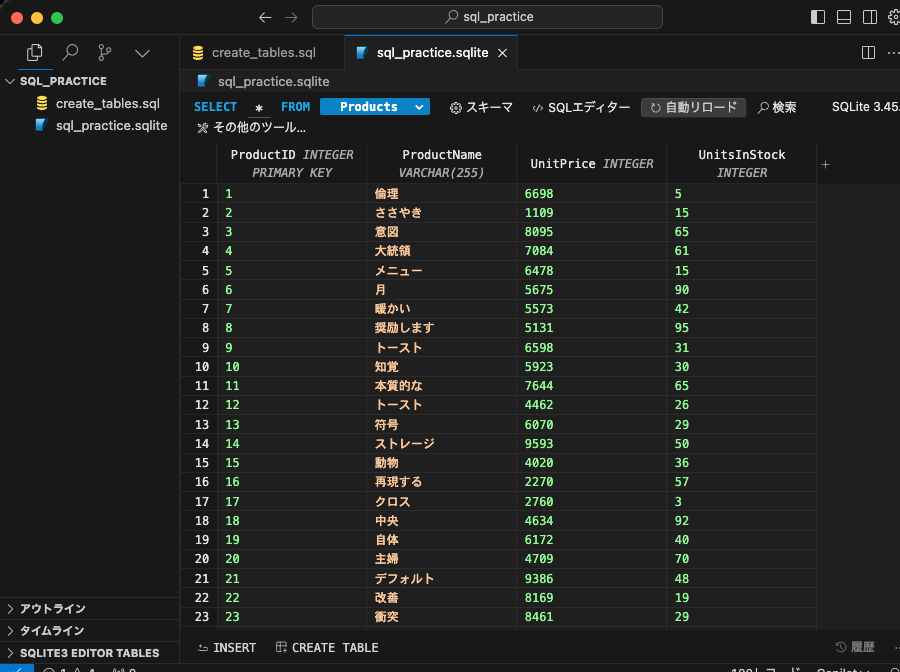 sql_practice
create_tables.sql
sql_practice.sqlite
SQL_PRACTICE
create_tables.sql
sql_practice.sqlite
sql_practice.sqlite
SELECT * FROM Products スキーマ SQLエディター 自動リロード 検索 SQLite 3.45.
その他のツール...
ProductID INTEGER PRIMARY KEY
ProductName VARCHAR(255)
UnitPrice INTEGER
UnitsInStock INTEGER
+
1 1 倫理 6698 5
2 2 ささやき 1109 15
3 3 意図 8095 65
4 4 大統領 7084 61
5 5 メニュー 6478 15
6 6 月 5675 90
7 7 暖かい 5573 42
8 8 奨励します 5131 95
9 9 トースト 6598 31
10 10 知覚 5923 30
11 11 本質的な 7644 65
12 12 トースト 4462 26
13 13 符号 6070 29
14 14 ストレージ 9593 50
15 15 動物 4020 36
16 16 再現する 2270 57
17 17 クロス 2760 3
18 18 中央 4634 92
19 19 自体 6172 40
20 20 主婦 4709 70
21 21 デフォルト 9386 48
22 22 改善 8169 19
23 23 衝突 8461 29
アウトライン
タイムライン
SQLITE3 EDITOR TABLES
INSERT CREATE TABLE 履歴